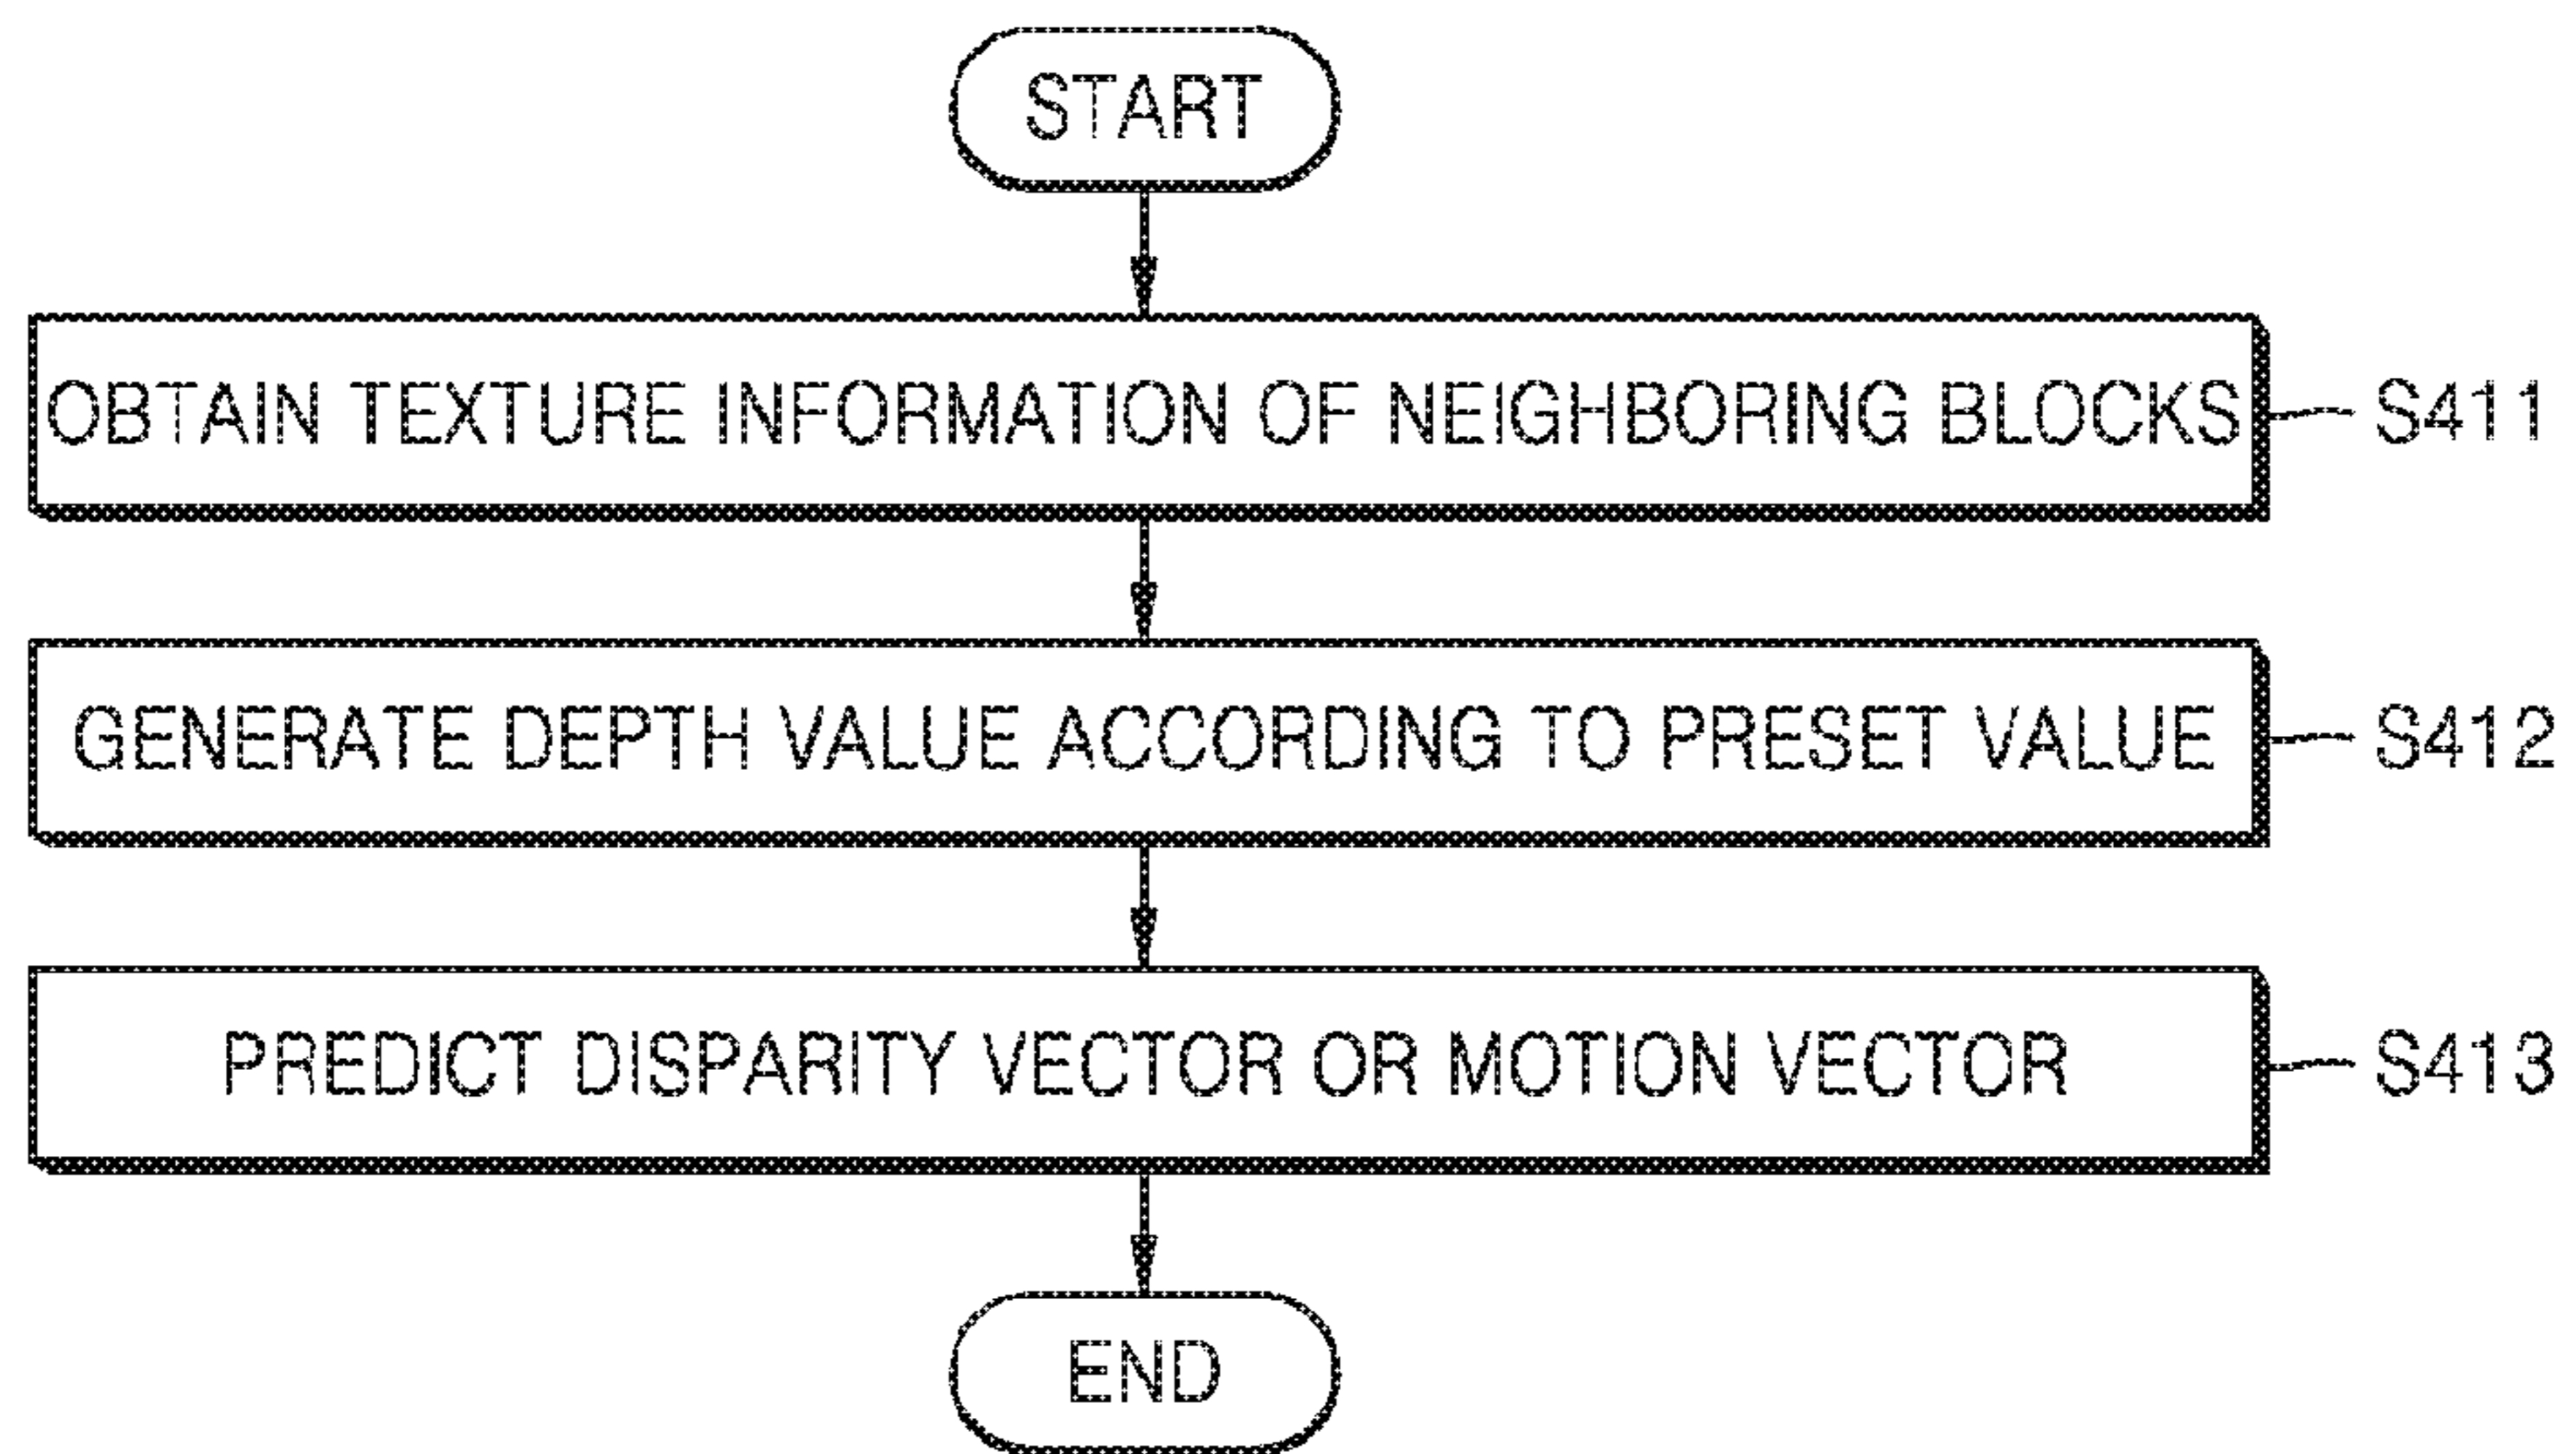 START
OBTAIN TEXTURE INFORMATION OF NEIGHBORING BLOCKS S411
GENERATE DEPTH VALUE ACCORDING TO PRESET VALUE S412
PREDICT DISPARITY VECTOR OR MOTION VECTOR S413
END